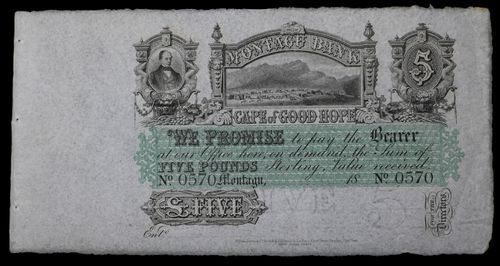 MONTAGU BANK
5
CAPE of GOOD HOPE
WE PROMISE to pay the Bearer
at our Office here, on demand, the Sum of
FIVE POUNDS Sterling, Value received.
No. 0570 Montagu, 18 No. 0570
£ FIVE
Directors
Entd.